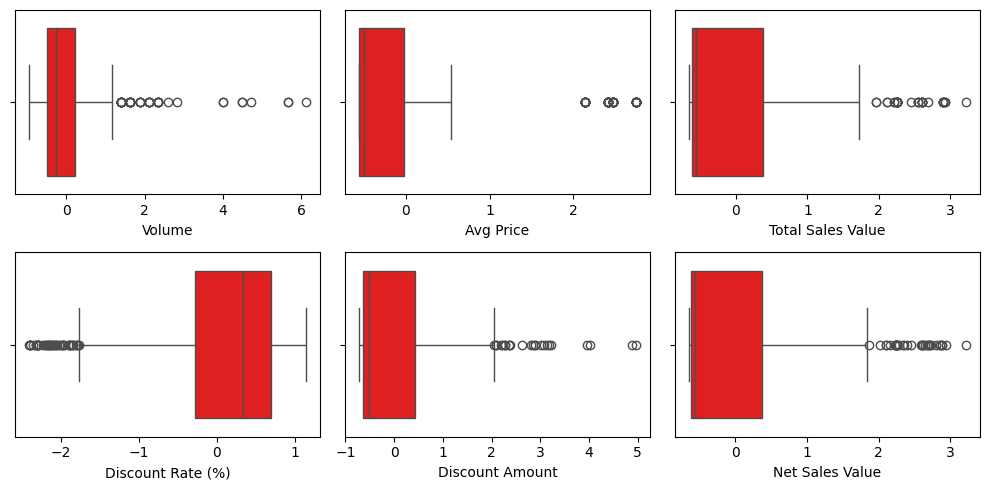 0 2 4 6
Volume
0 1 2
Avg Price
0 1 2 3
Total Sales Value
−2 −1 0 1
Discount Rate (%)
−1 0 1 2 3 4 5
Discount Amount
0 1 2 3
Net Sales Value